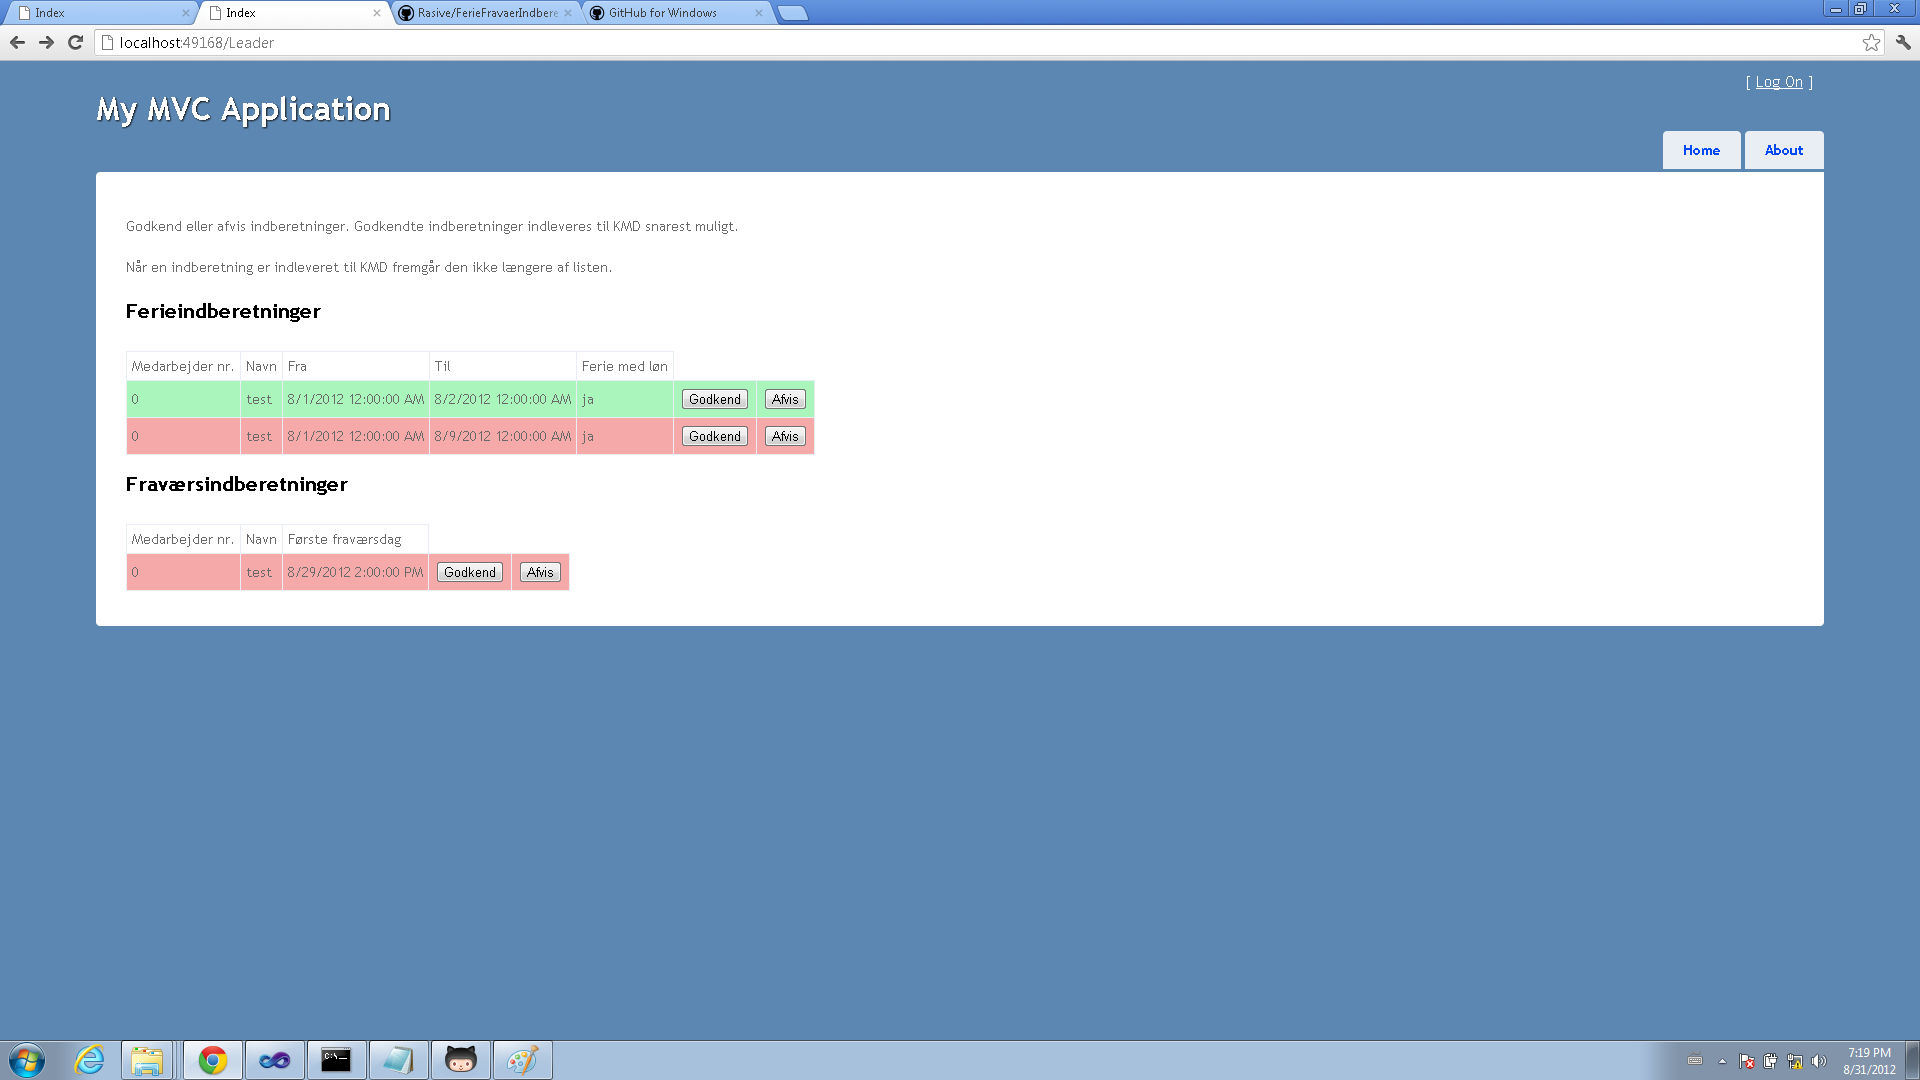 Index
Index
Rasive/FerieFravaerIndbere
GitHub for Windows
localhost:49168/Leader
[ Log On ]
My MVC Application
Home
About
Godkend eller afvis indberetninger. Godkendte indberetninger indleveres til KMD snarest muligt.
Når en indberetning er indleveret til KMD fremgår den ikke længere af listen.
Ferieindberetninger
Medarbejder nr. Navn Fra Til Ferie med løn
0 test 8/1/2012 12:00:00 AM 8/2/2012 12:00:00 AM ja Godkend Afvis
0 test 8/1/2012 12:00:00 AM 8/9/2012 12:00:00 AM ja Godkend Afvis
Fraværsindberetninger
Medarbejder nr. Navn Første fraværsdag
0 test 8/29/2012 2:00:00 PM Godkend Afvis
C:\_
7:19 PM
8/31/2012